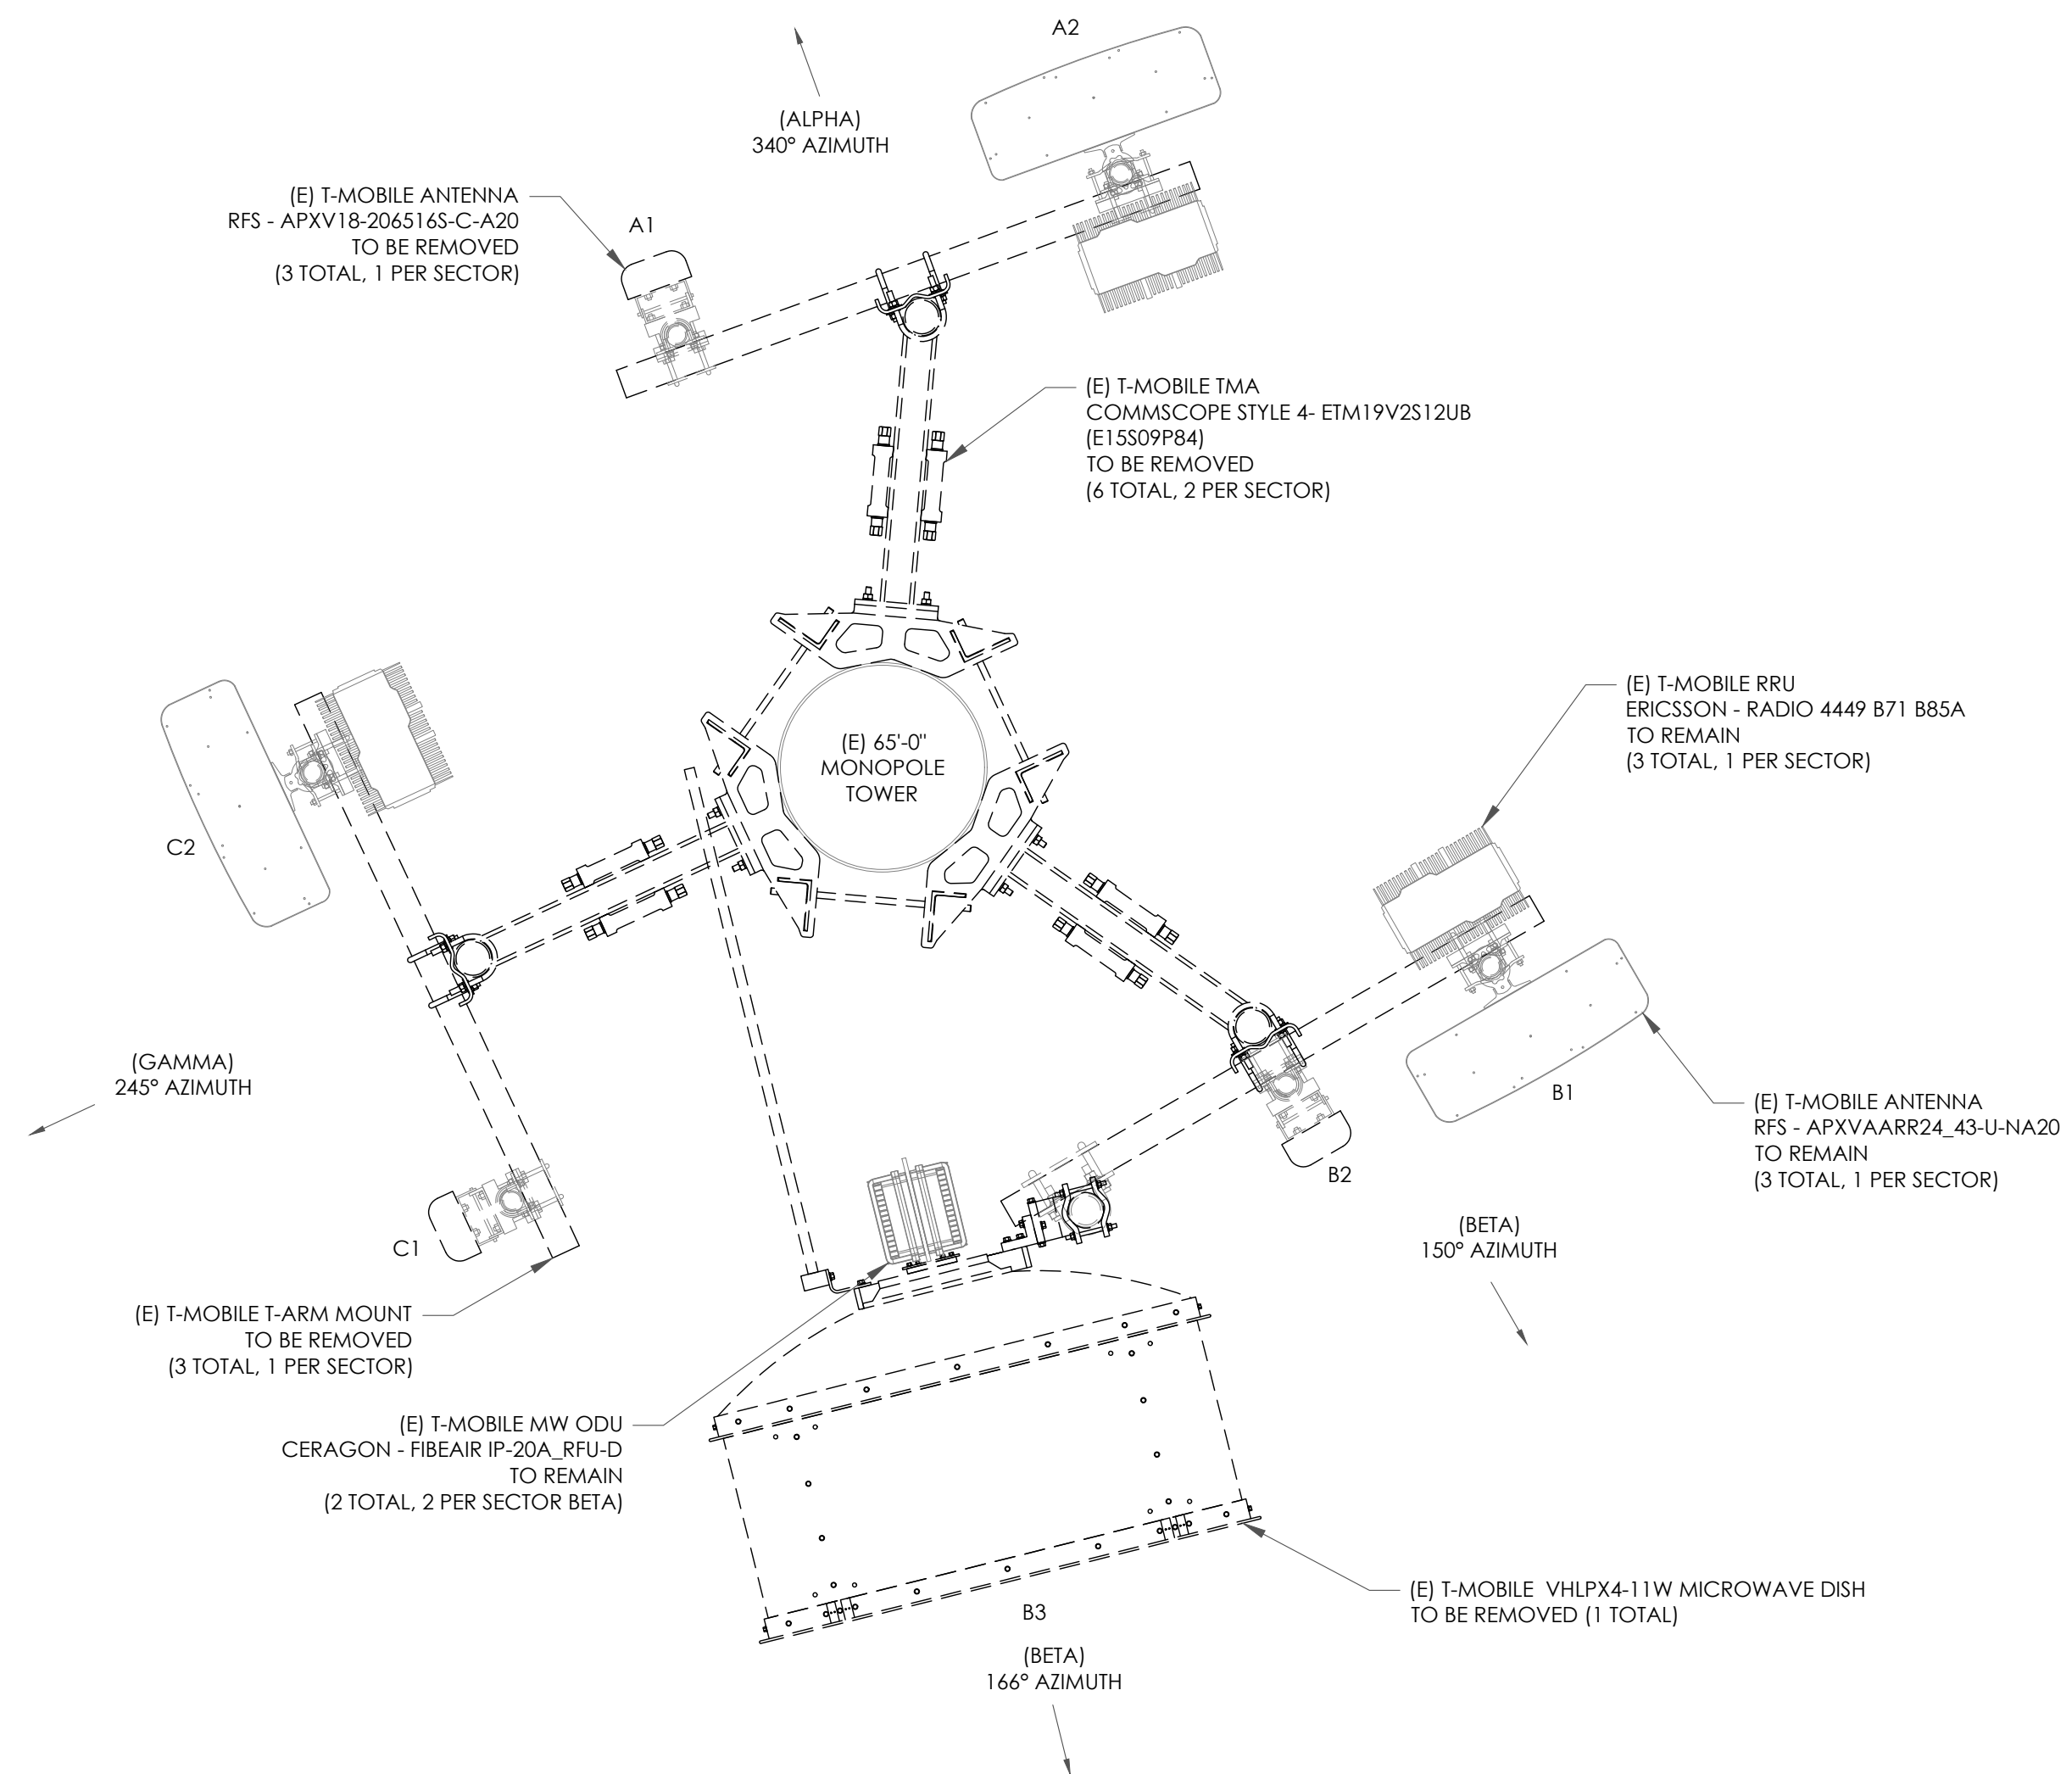 A2
(ALPHA)
340° AZIMUTH
(E) T-MOBILE ANTENNA
RFS - APXV18-206516S-C-A20
TO BE REMOVED
(3 TOTAL, 1 PER SECTOR)
A1
(E) T-MOBILE TMA
COMMSCOPE STYLE 4- ETM19V2S12UB
(E15S09P84)
TO BE REMOVED
(6 TOTAL, 2 PER SECTOR)
(E) T-MOBILE RRU
ERICSSON - RADIO 4449 B71 B85A
TO REMAIN
(3 TOTAL, 1 PER SECTOR)
(E) 65'-0"
MONOPOLE
TOWER
C2
(GAMMA)
245° AZIMUTH
B1
(E) T-MOBILE ANTENNA
RFS - APXVAARR24_43-U-NA20
TO REMAIN
(3 TOTAL, 1 PER SECTOR)
B2
C1
(BETA)
150° AZIMUTH
(E) T-MOBILE T-ARM MOUNT
TO BE REMOVED
(3 TOTAL, 1 PER SECTOR)
(E) T-MOBILE MW ODU
CERAGON - FIBEAIR IP-20A_RFU-D
TO REMAIN
(2 TOTAL, 2 PER SECTOR BETA)
(E) T-MOBILE  VHLPX4-11W MICROWAVE DISH
TO BE REMOVED (1 TOTAL)
B3
(BETA)
166° AZIMUTH